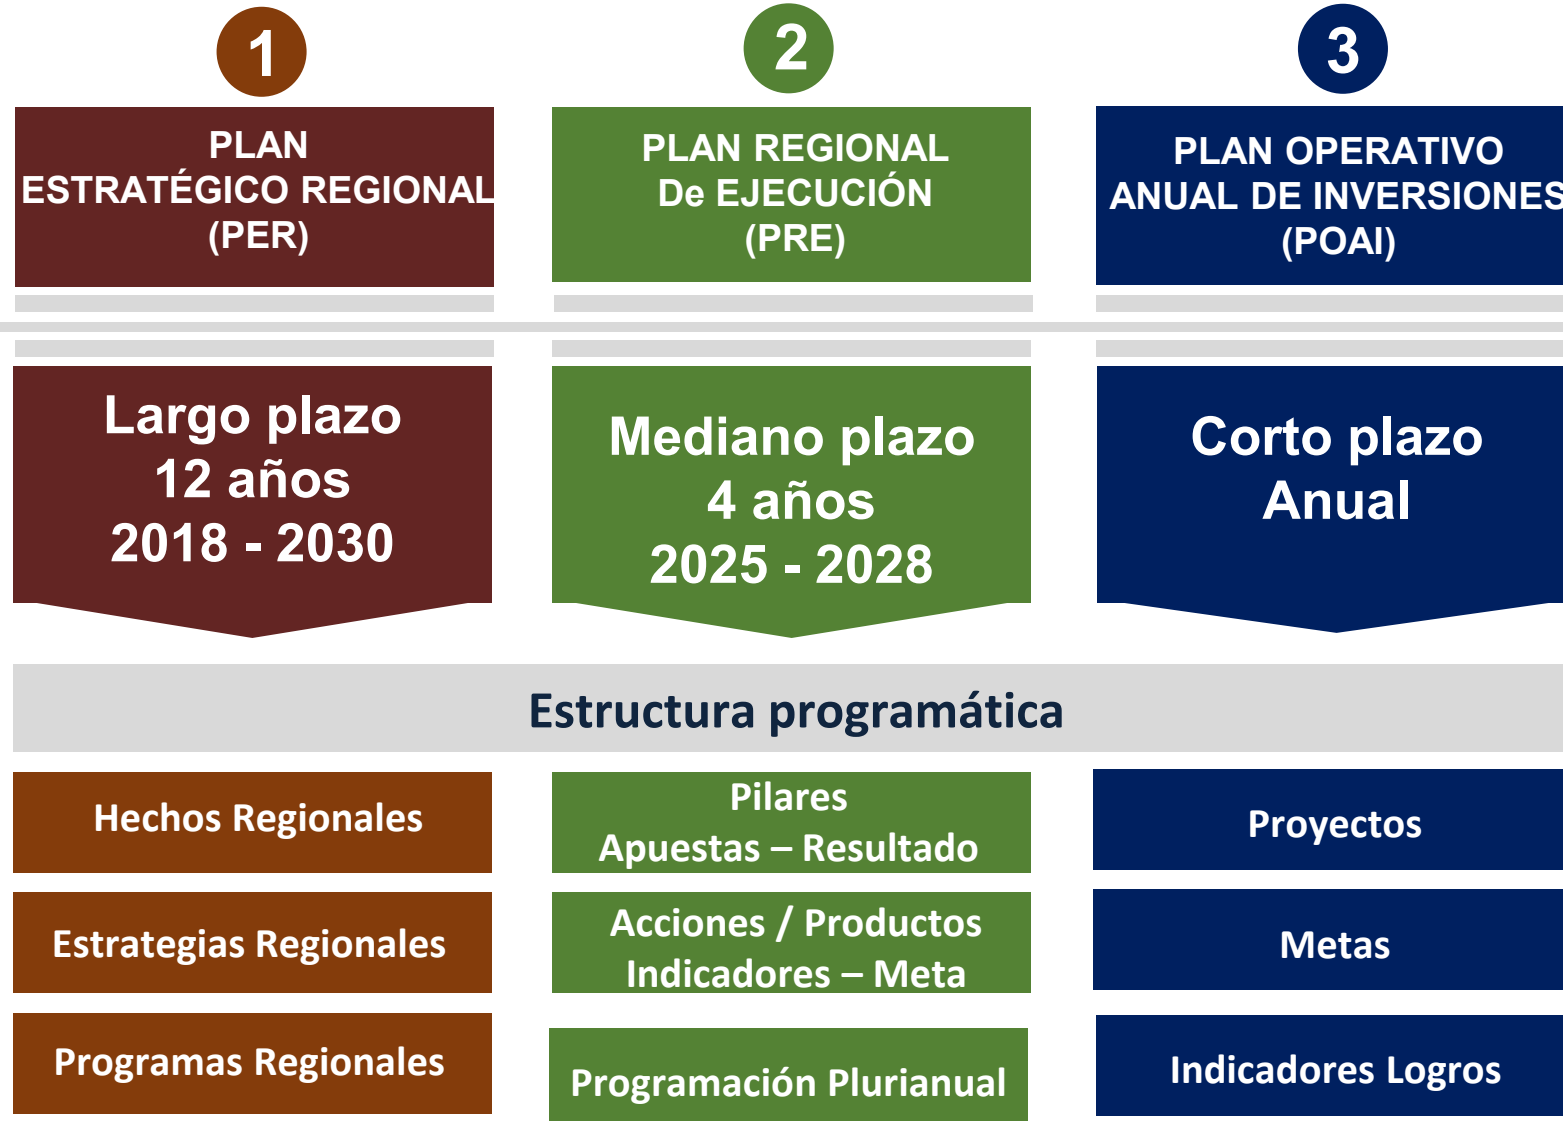 1
PLAN
ESTRATÉGICO REGIONAL
(PER)
2
PLAN REGIONAL
De EJECUCIÓN
(PRE)
3
PLAN OPERATIVO
ANUAL DE INVERSIONES
(POAI)
Largo plazo
12 años
2018 - 2030
Mediano plazo
4 años
2025 - 2028
Corto plazo
Anual
Estructura programática
Hechos Regionales
Estrategias Regionales
Programas Regionales
Pilares
Apuestas – Resultado
Acciones / Productos
Indicadores – Meta
Programación Plurianual
Proyectos
Metas
Indicadores Logros